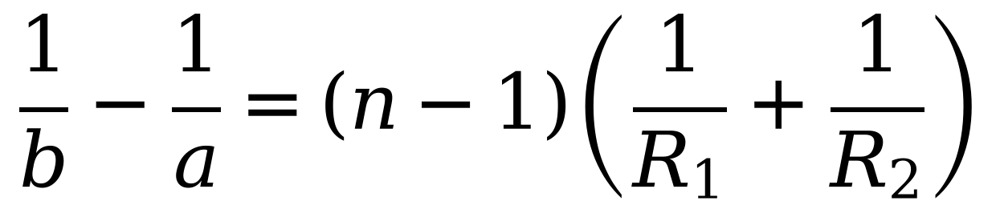 1/b − 1/a = (n − 1)(1/R₁ + 1/R₂)